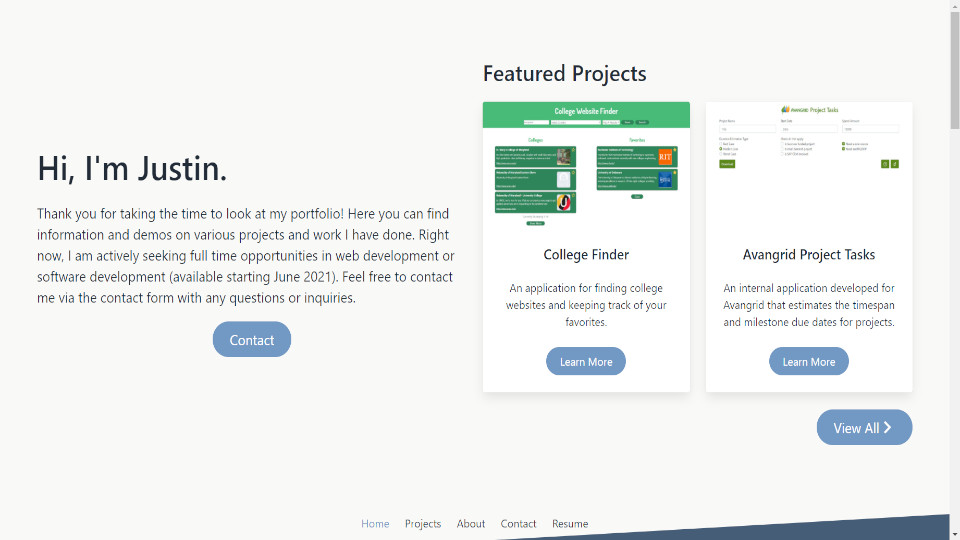 Hi, I'm Justin.
Thank you for taking the time to look at my portfolio! Here you can find
information and demos on various projects and work I have done. Right
now, I am actively seeking full time opportunities in web development or
software development (available starting June 2021). Feel free to contact
me via the contact form with any questions or inquiries.
Contact
Featured Projects
College Website Finder
Colleges
Favorites
RIT
College Finder
An application for finding college
websites and keeping track of your
favorites.
Learn More
AVANGRID Project Tasks
Avangrid Project Tasks
An internal application developed for
Avangrid that estimates the timespan
and milestone due dates for projects.
Learn More
View All
Home Projects About Contact Resume